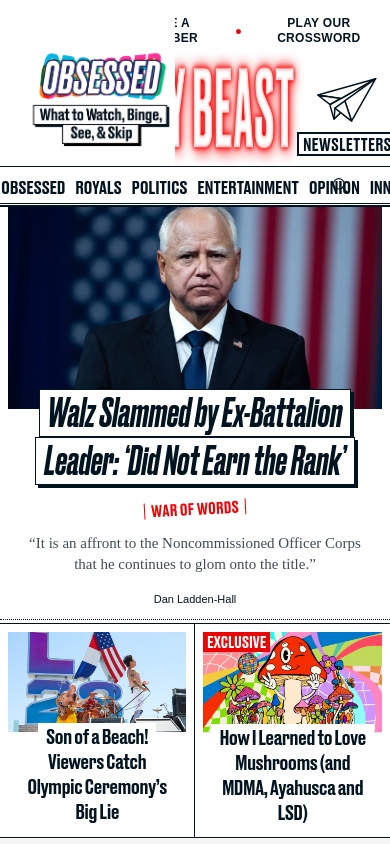 E A
BER
PLAY OUR
CROSSWORD
OBSESSED
What to Watch, Binge,
See, & Skip
Y BEAST
NEWSLETTERS
OBSESSED ROYALS POLITICS ENTERTAINMENT OPINION INN
Walz Slammed by Ex-Battalion
Leader: ‘Did Not Earn the Rank’
WAR OF WORDS
“It is an affront to the Noncommissioned Officer Corps
that he continues to glom onto the title.”
Dan Ladden-Hall
Son of a Beach!
Viewers Catch
Olympic Ceremony’s
Big Lie
EXCLUSIVE
How I Learned to Love
Mushrooms (and
MDMA, Ayahusca and
LSD)